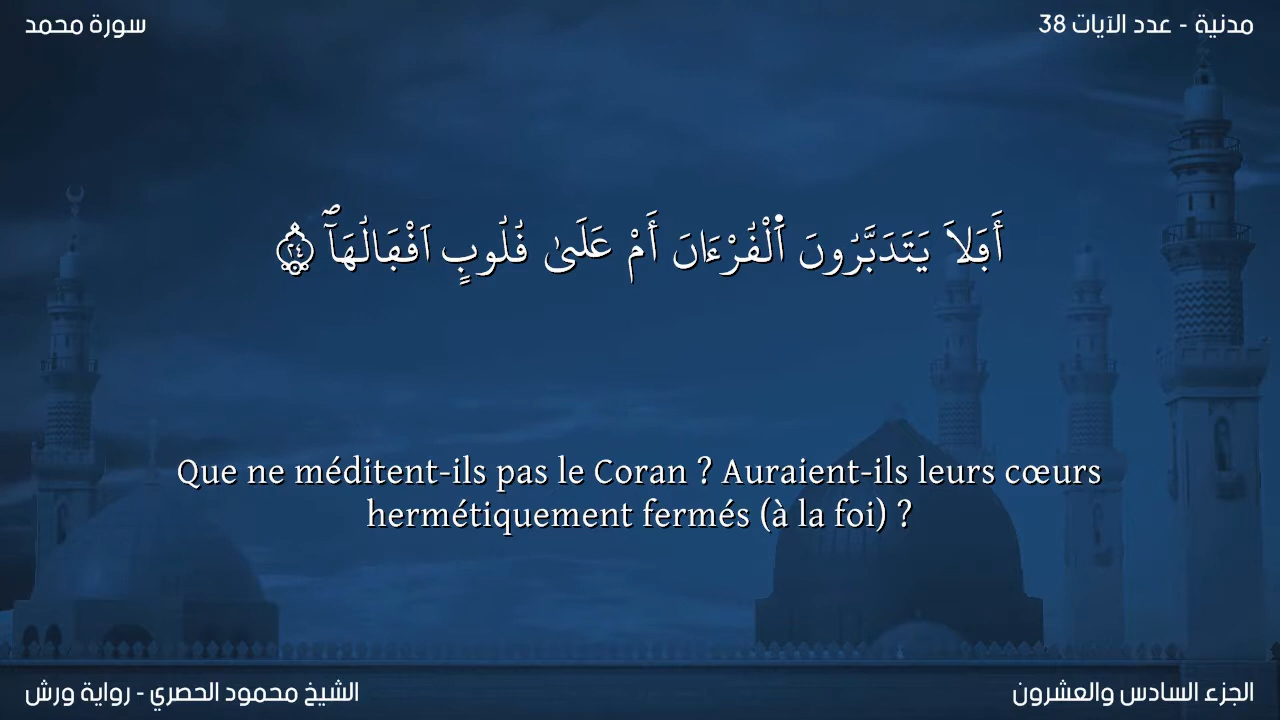 سورة محمد
مدنية - عدد الآيات 38
أَفَلَا يَتَدَبَّرُونَ ٱلْقُرْءَانَ أَمْ عَلَىٰ قُلُوبٍ اَقْفَالُهَآۖ ٢٤
Que ne méditent-ils pas le Coran ? Auraient-ils leurs cœurs
hermétiquement fermés (à la foi) ?
الشيخ محمود الحصري - رواية ورش
الجزء السادس والعشرون